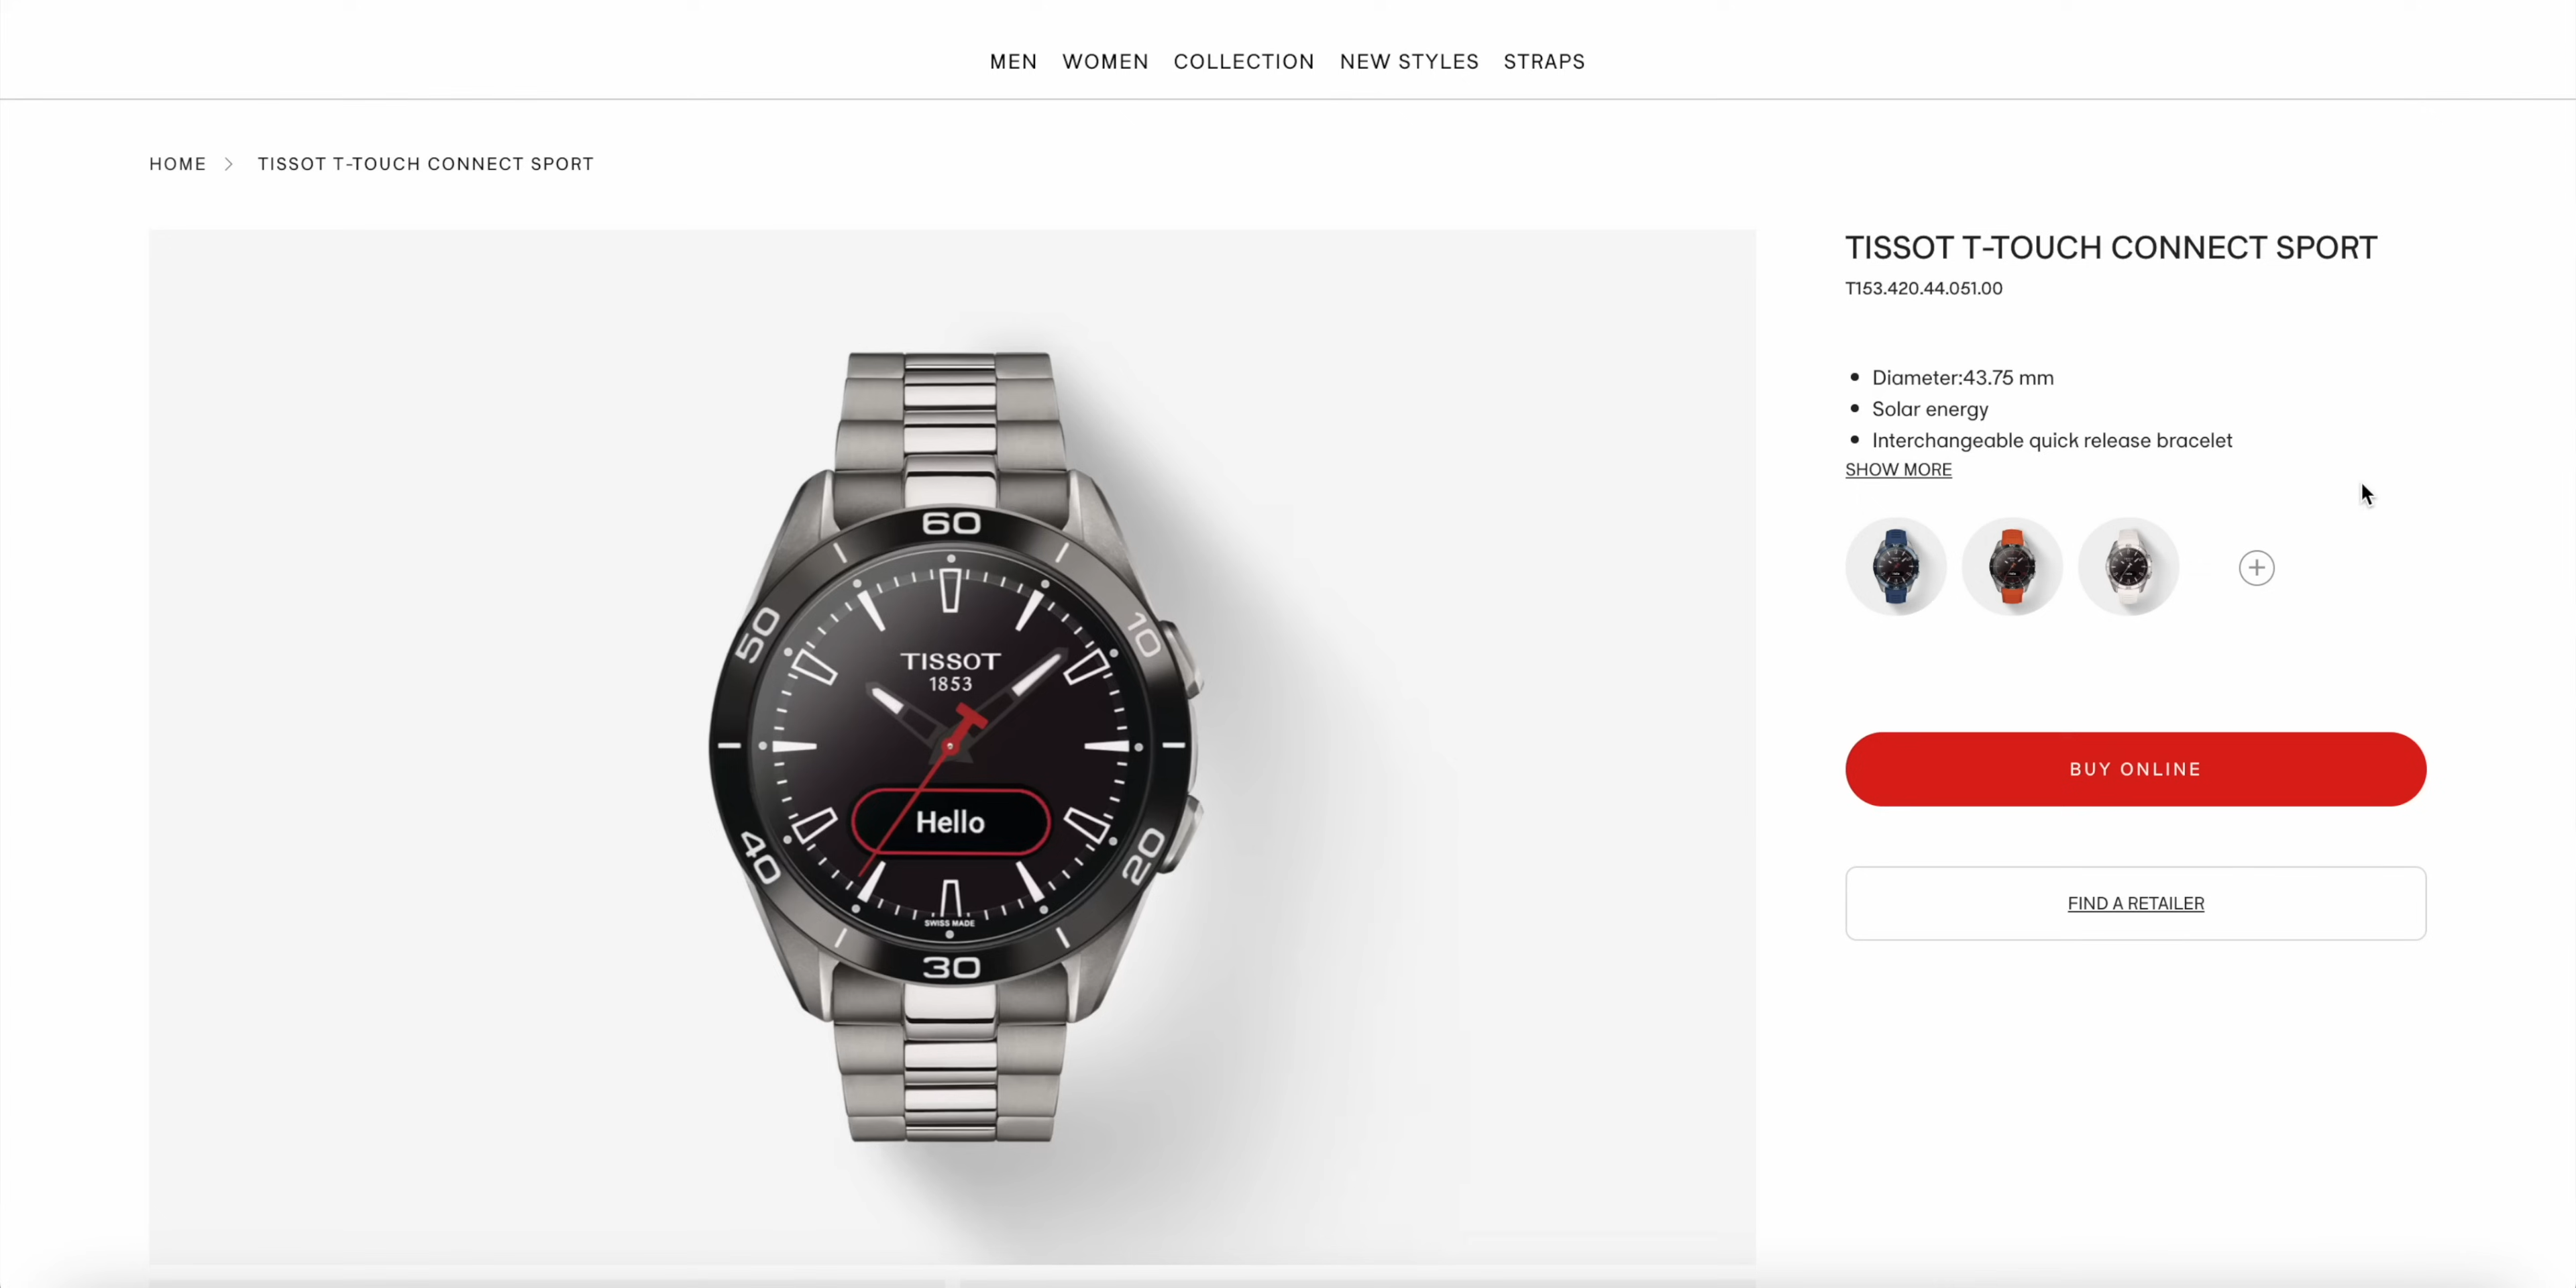 MEN WOMEN COLLECTION NEW STYLES STRAPS
HOME > TISSOT T-TOUCH CONNECT SPORT
TISSOT T-TOUCH CONNECT SPORT
T153.420.44.051.00
• Diameter:43.75 mm
• Solar energy
• Interchangeable quick release bracelet
SHOW MORE
BUY ONLINE
FIND A RETAILER
60
10
20
30
40
50
TISSOT
1853
Hello
SWISS MADE